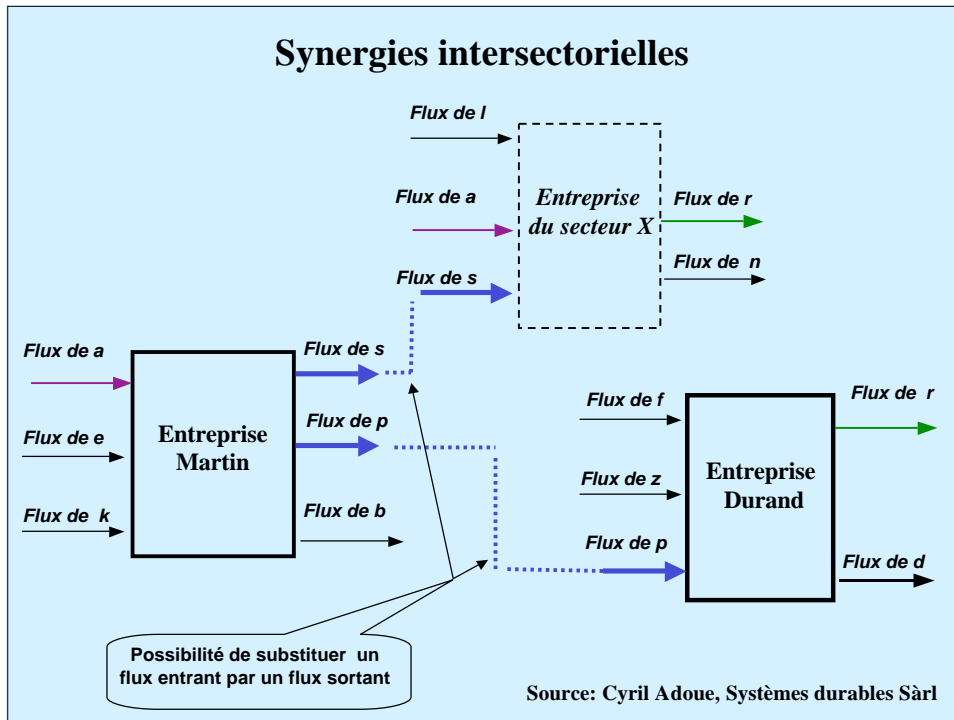 Synergies intersectorielles
Flux de l
Flux de a
Flux de s
Entreprise
du secteur X
Flux de r
Flux de n
Flux de a
Flux de e
Flux de k
Entreprise
Martin
Flux de s
Flux de p
Flux de b
Flux de f
Flux de z
Flux de p
Entreprise
Durand
Flux de r
Flux de d
Possibilité de substituer un
flux entrant par un flux sortant
Source: Cyril Adoue, Systèmes durables Sàrl